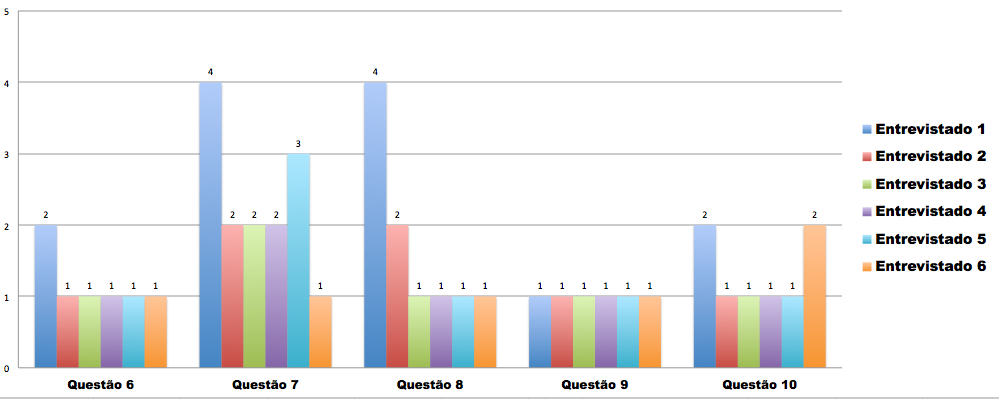 5
4
3
2
1
0
2 1 1 1 1 1
4 2 2 2 3 1
4 2 1 1 1 1
1 1 1 1 1 1
2 1 1 1 1 2
Questão 6
Questão 7
Questão 8
Questão 9
Questão 10
Entrevistado 1
Entrevistado 2
Entrevistado 3
Entrevistado 4
Entrevistado 5
Entrevistado 6